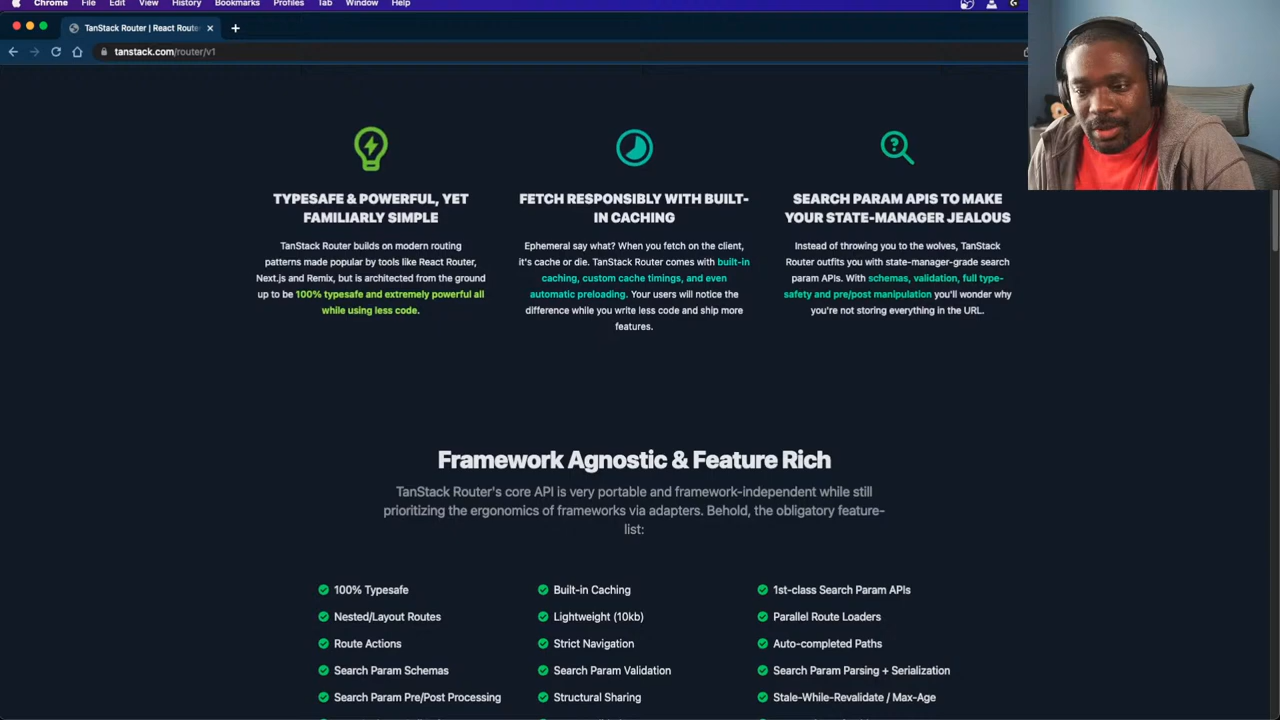 Chrome File Edit View History Bookmarks Profiles Tab Window Help
TanStack Router | React Route
tanstack.com/router/v1
TYPESAFE & POWERFUL, YET
FAMILIARLY SIMPLE
TanStack Router builds on modern routing
patterns made popular by tools like React Router,
Next.js and Remix, but is architected from the ground
up to be 100% typesafe and extremely powerful all
while using less code.
FETCH RESPONSIBLY WITH BUILT-
IN CACHING
Ephemeral say what? When you fetch on the client,
it's cache or die. TanStack Router comes with built-in
caching, custom cache timings, and even
automatic preloading. Your users will notice the
difference while you write less code and ship more
features.
SEARCH PARAM APIS TO MAKE
YOUR STATE-MANAGER JEALOUS
Instead of throwing you to the wolves, TanStack
Router outfits you with state-manager-grade search
param APIs. With schemas, validation, full type-
safety and pre/post manipulation you'll wonder why
you're not storing everything in the URL.
Framework Agnostic & Feature Rich
TanStack Router's core API is very portable and framework-independent while still
prioritizing the ergonomics of frameworks via adapters. Behold, the obligatory feature-
list:
100% Typesafe
Built-in Caching
1st-class Search Param APIs
Nested/Layout Routes
Lightweight (10kb)
Parallel Route Loaders
Route Actions
Strict Navigation
Auto-completed Paths
Search Param Schemas
Search Param Validation
Search Param Parsing + Serialization
Search Param Pre/Post Processing
Structural Sharing
Stale-While-Revalidate / Max-Age